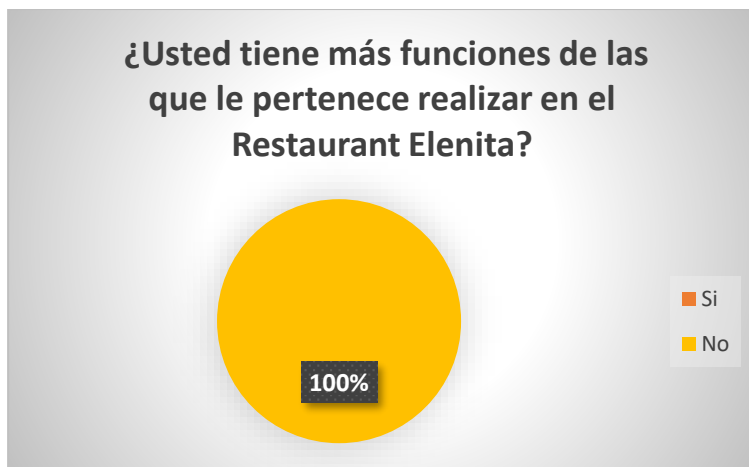 ¿Usted tiene más funciones de las
que le pertenece realizar en el
Restaurant Elenita?
Si
No
100%